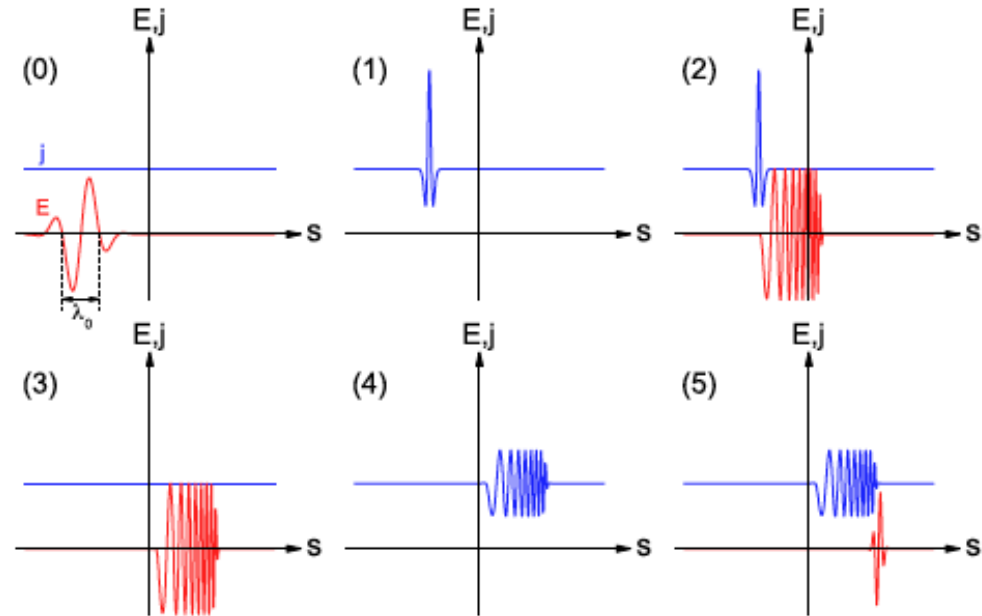 E,j
(0)
j
E
s
λ₀
E,j
(1)
s
E,j
(2)
s
E,j
(3)
s
E,j
(4)
s
E,j
(5)
s